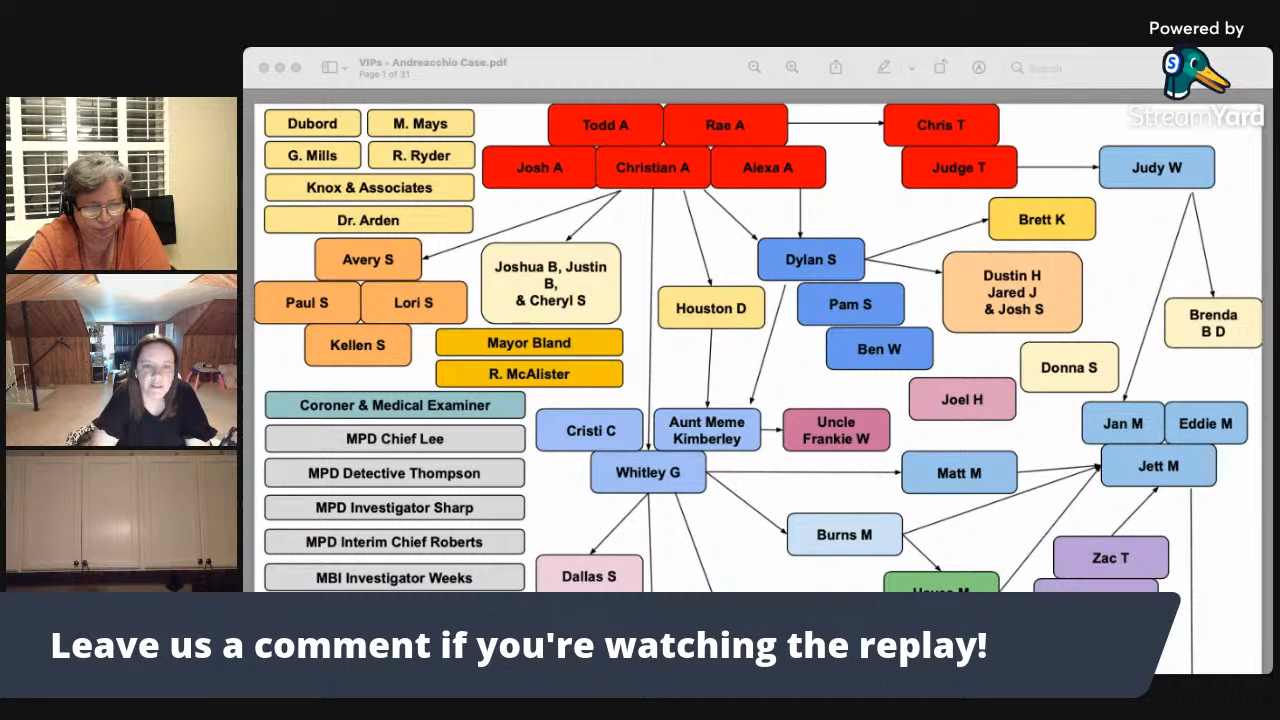 Powered by
StreamYard
VIPs - Andreacchio Case.pdf
Page 1 of 31
Search
Dubord
M. Mays
G. Mills
R. Ryder
Knox & Associates
Dr. Arden
Todd A
Rae A
Chris T
Josh A
Christian A
Alexa A
Judge T
Judy W
Brett K
Avery S
Joshua B, Justin
B,
& Cheryl S
Dylan S
Dustin H
Jared J
& Josh S
Paul S
Lori S
Houston D
Pam S
Brenda
B D
Kellen S
Mayor Bland
Ben W
R. McAlister
Donna S
Joel H
Coroner & Medical Examiner
MPD Chief Lee
MPD Detective Thompson
MPD Investigator Sharp
MPD Interim Chief Roberts
MBI Investigator Weeks
Cristi C
Aunt Meme
Kimberley
Uncle
Frankie W
Jan M
Eddie M
Whitley G
Matt M
Jett M
Burns M
Zac T
Dallas S
Leave us a comment if you're watching the replay!